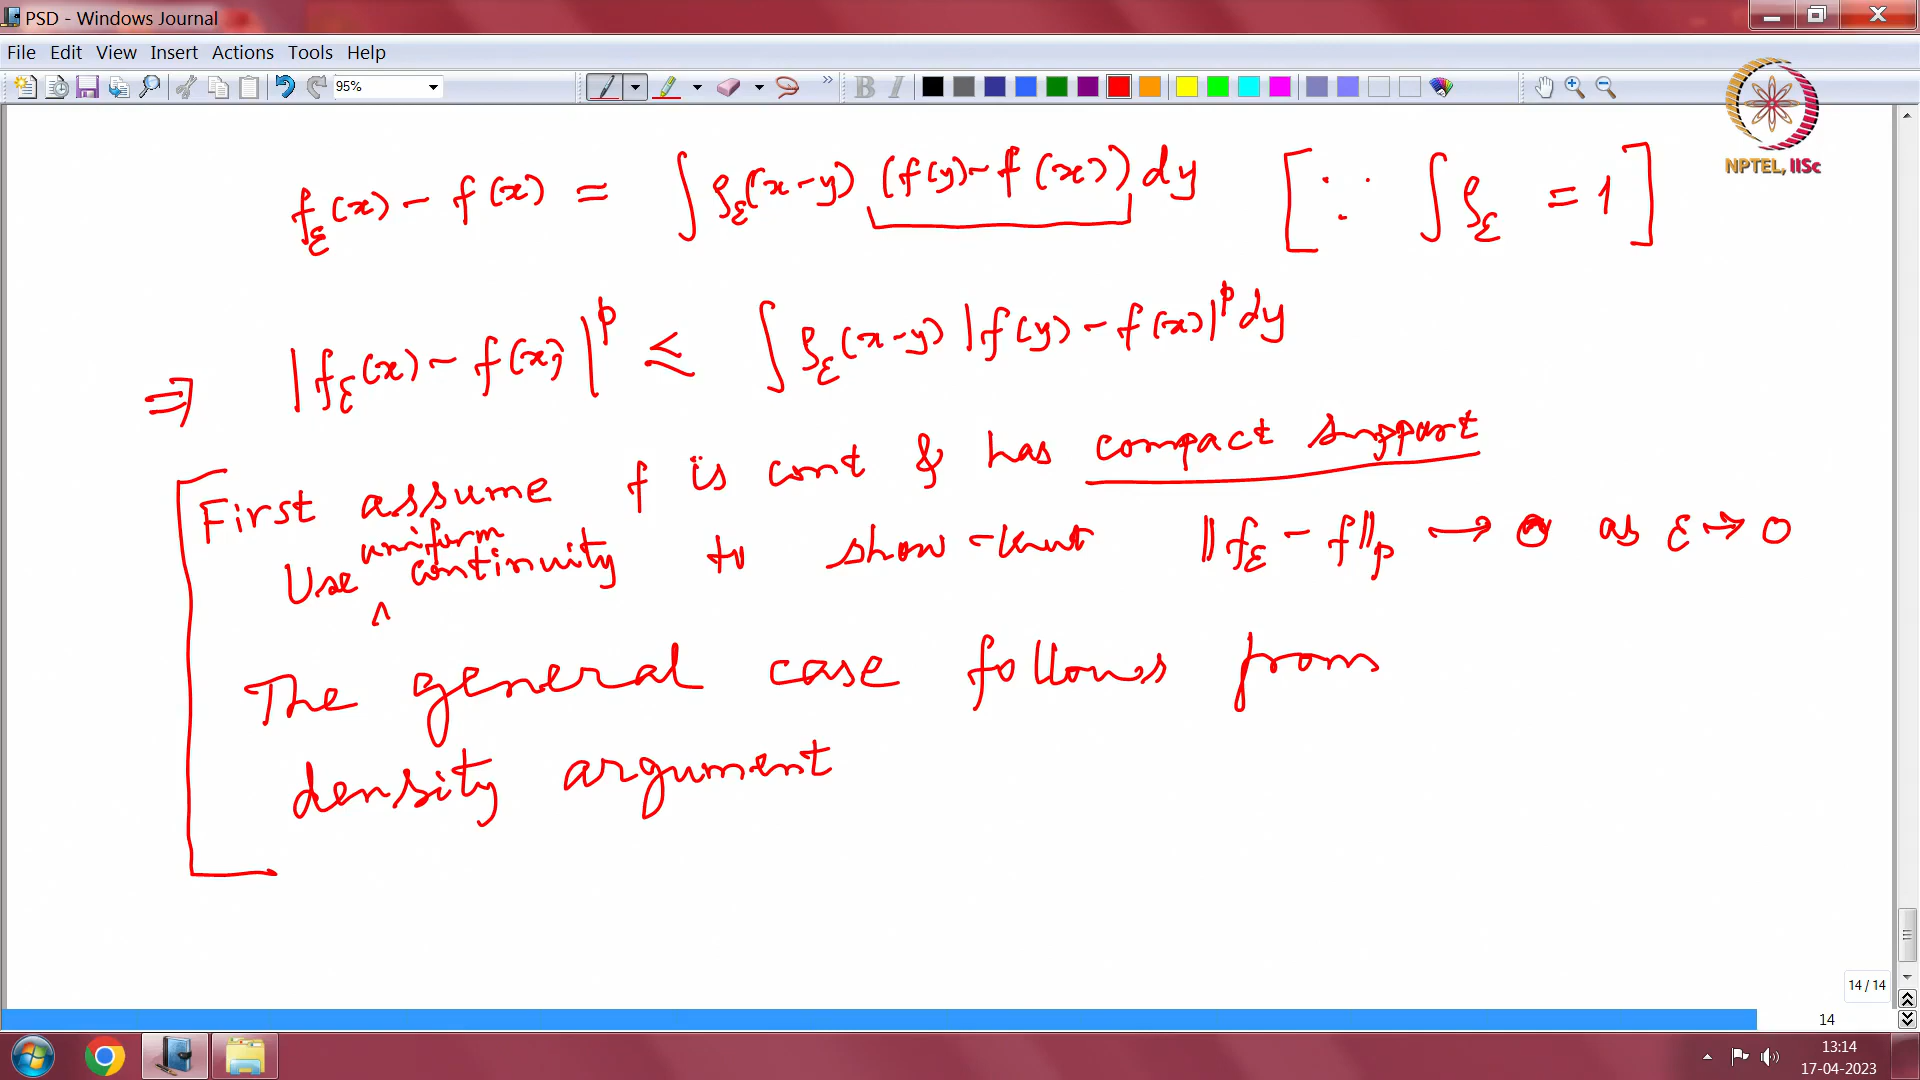 PSD - Windows Journal
File Edit View Insert Actions Tools Help
95%
B I
NPTEL, IISc
f_ε(x) - f(x) = ∫ρ_ε(x-y) (f(y)-f(x)) dy [∵ ∫ρ_ε = 1]
⇒ |f_ε(x) - f(x)|^p ≤ ∫ρ_ε(x-y) |f(y) - f(x)|^p dy
First assume f is cont & has compact support
Use uniform continuity to show that ||f_ε - f||_p → 0 as ε → 0
The general case follows from
density argument
14 / 14
14
13:14
17-04-2023